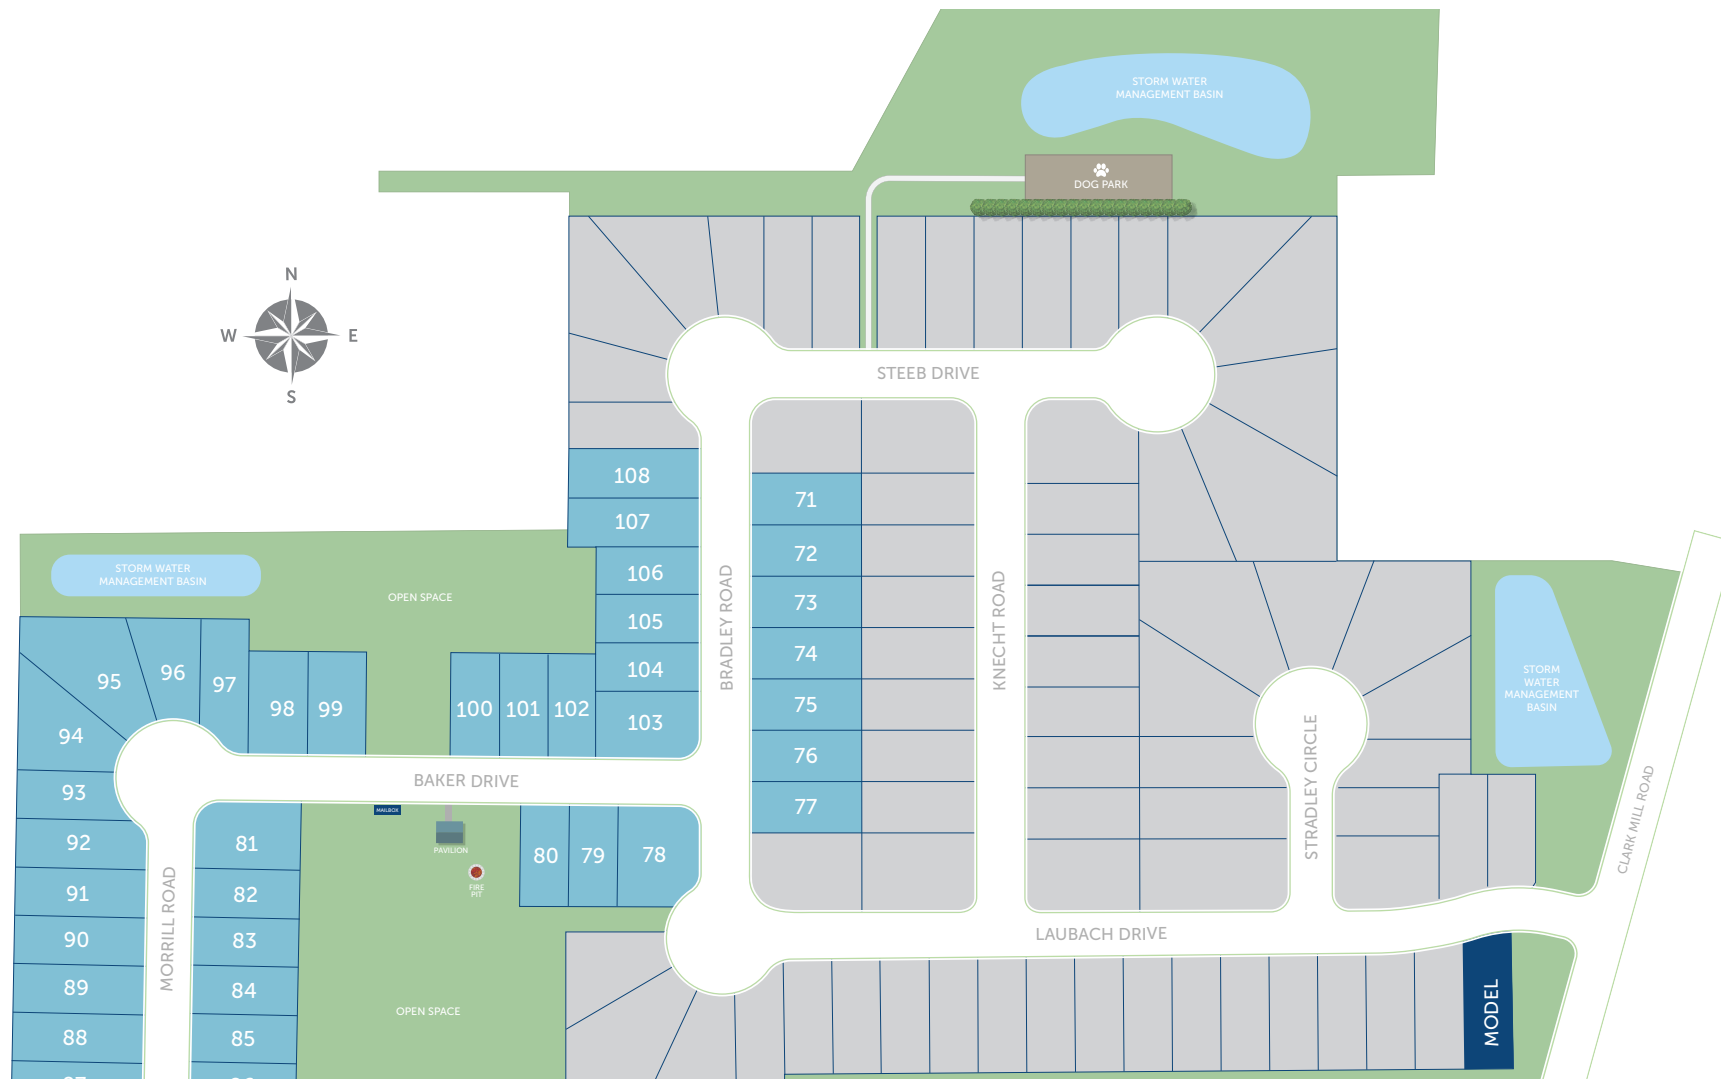 STORM WATER
MANAGEMENT BASIN
DOG PARK
N
W
E
S
STEEB DRIVE
108
107
106
105
104
103
71
72
73
74
75
76
77
BRADLEY ROAD
KNECHT ROAD
STORM WATER
MANAGEMENT BASIN
OPEN SPACE
STORM
WATER
MANAGEMENT
BASIN
94
95
96
97
98
99
100
101
102
BAKER DRIVE
MAILBOX
PAVILION
FIRE
PIT
80
79
78
STRADLEY CIRCLE
CLARK MILL ROAD
93
92
91
90
89
88
MORRILL ROAD
81
82
83
84
85
OPEN SPACE
LAUBACH DRIVE
MODEL